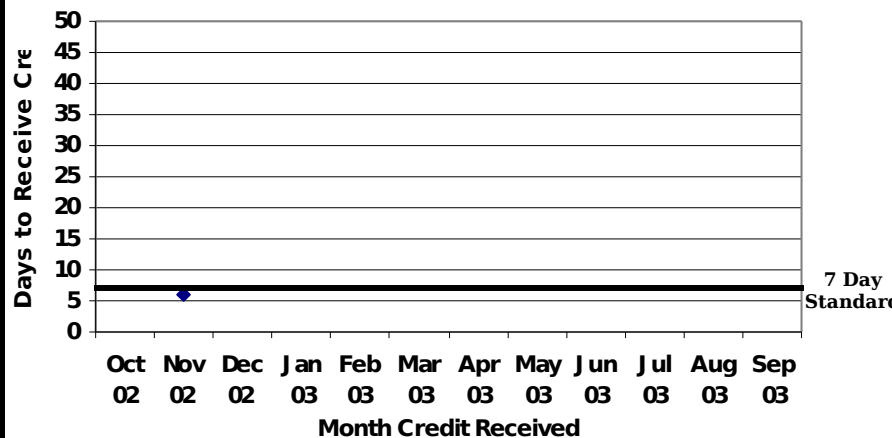 Days to Receive Cre
50
45
40
35
30
25
20
15
10
5
0
7 Day
Standard
Oct Nov Dec Jan Feb Mar Apr May Jun Jul Aug Sep
02 02 02 03 03 03 03 03 03 03 03 03
Month Credit Received